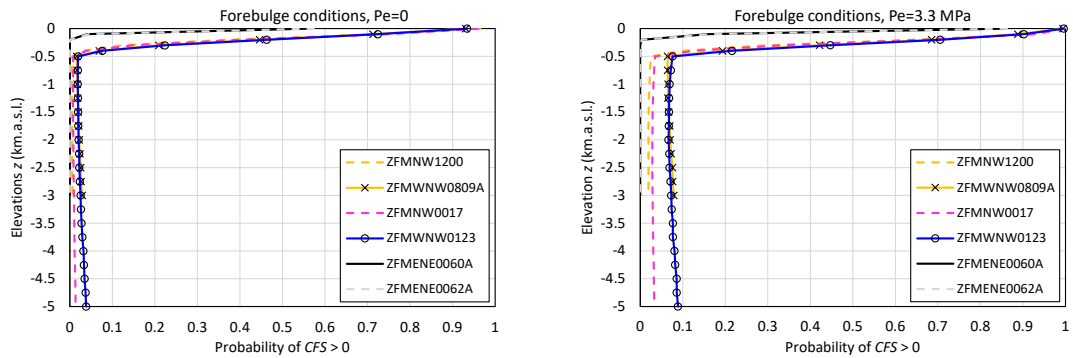 Forebulge conditions, Pe=0
0
-0.5
-1
-1.5
-2
-2.5
-3
-3.5
-4
-4.5
-5
Elevations z (km.a.s.l.)
ZFMNW1200
ZFMWNW0809A
ZFMNW0017
ZFMWNW0123
ZFMENE0060A
ZFMENE0062A
0 0.1 0.2 0.3 0.4 0.5 0.6 0.7 0.8 0.9 1
Probability of CFS > 0
Forebulge conditions, Pe=3.3 MPa
0
-0.5
-1
-1.5
-2
-2.5
-3
-3.5
-4
-4.5
-5
Elevation z (km.a.s.l.)
ZFMNW1200
ZFMWNW0809A
ZFMNW0017
ZFMWNW0123
ZFMENE0060A
ZFMENE0062A
0 0.1 0.2 0.3 0.4 0.5 0.6 0.7 0.8 0.9 1
Probability of CFS > 0